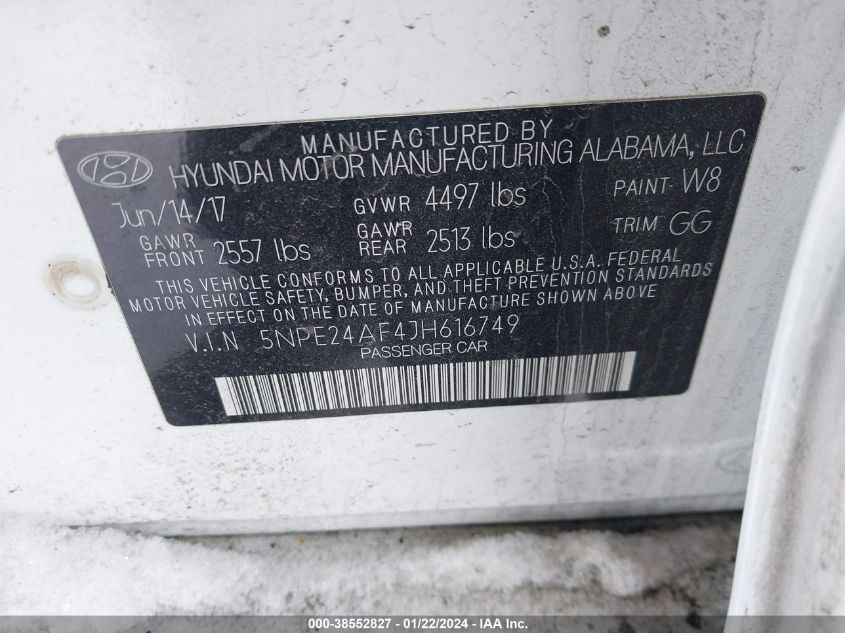 MANUFACTURED BY
HYUNDAI MOTOR MANUFACTURING ALABAMA, LLC
Jun/14/17 GVWR 4497 lbs PAINT W8
GAWR FRONT 2557 lbs GAWR REAR 2513 lbs TRIM GG
THIS VEHICLE CONFORMS TO ALL APPLICABLE U.S.A. FEDERAL
MOTOR VEHICLE SAFETY, BUMPER, AND THEFT PREVENTION STANDARDS
IN EFFECT ON THE DATE OF MANUFACTURE SHOWN ABOVE
V.I.N 5NPE24AF4JH616749
PASSENGER CAR
000-38552827 - 01/22/2024 - IAA Inc.